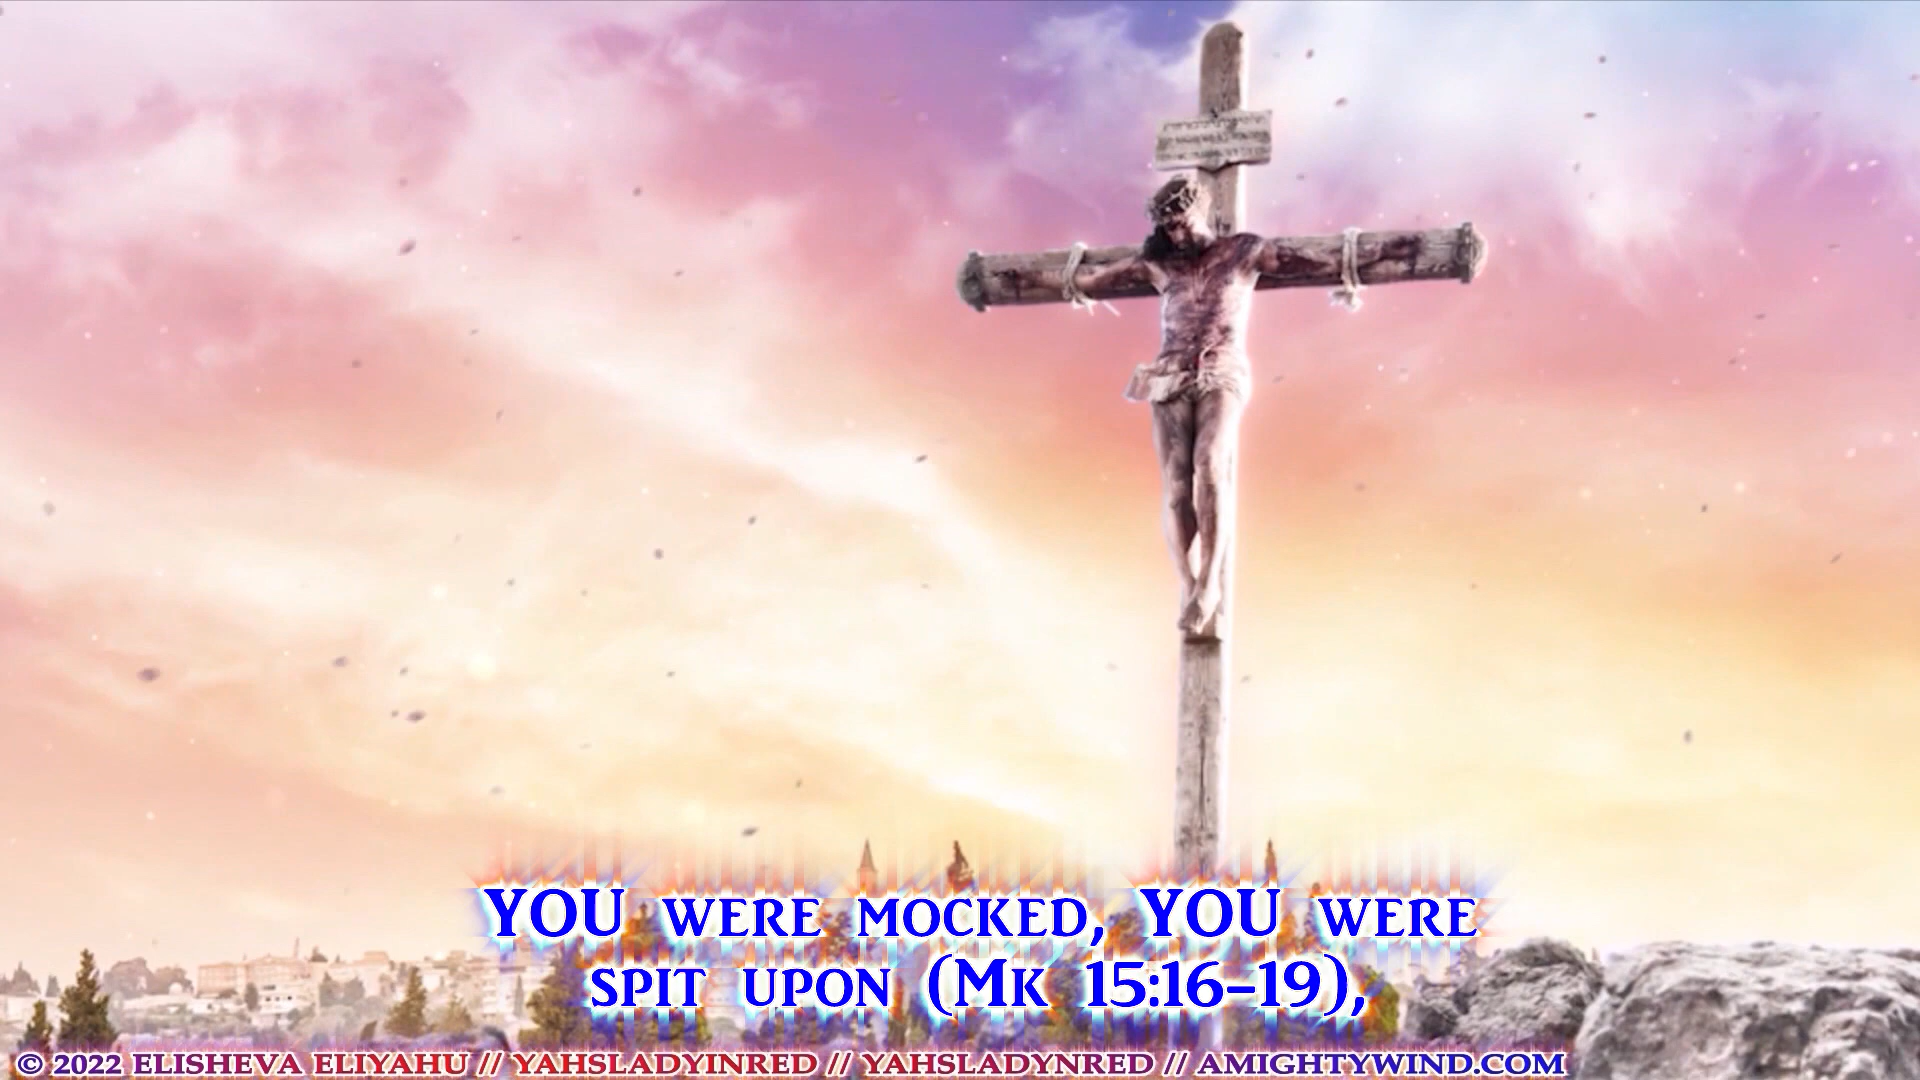 YOU WERE MOCKED, YOU WERE
SPIT UPON (MK 15:16-19),
© 2022 ELISHEVA ELIYAHU // YAHSLADYINRED // YAHSLADYNRED // AMIGHTYWIND.COM